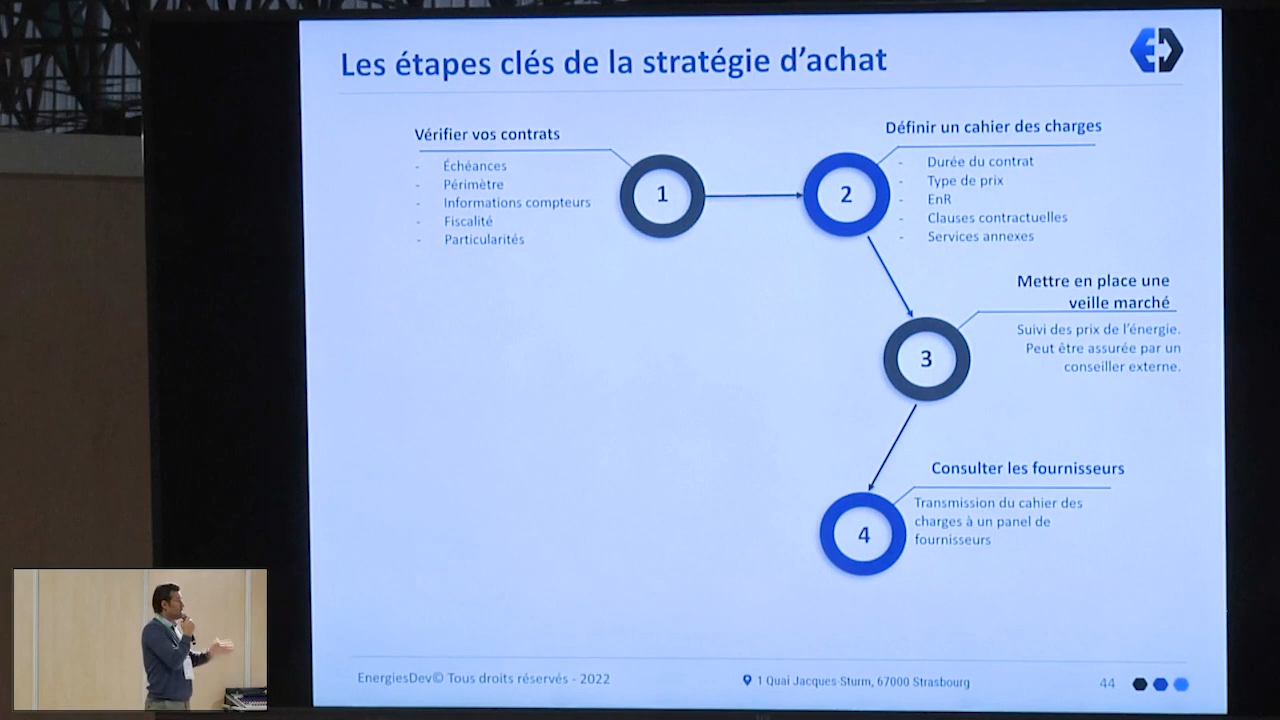 Les étapes clés de la stratégie d'achat
Vérifier vos contrats
- Échéances
- Périmètre
- Informations compteurs
- Fiscalité
- Particularités
1
2
Définir un cahier des charges
- Durée du contrat
- Type de prix
- EnR
- Clauses contractuelles
- Services annexes
Mettre en place une
veille marché
Suivi des prix de l'énergie.
Peut être assurée par un
conseiller externe.
3
Consulter les fournisseurs
Transmission du cahier des
charges à un panel de
fournisseurs
4
EnergiesDev© Tous droits réservés - 2022
1 Quai Jacques-Sturm, 67000 Strasbourg
44